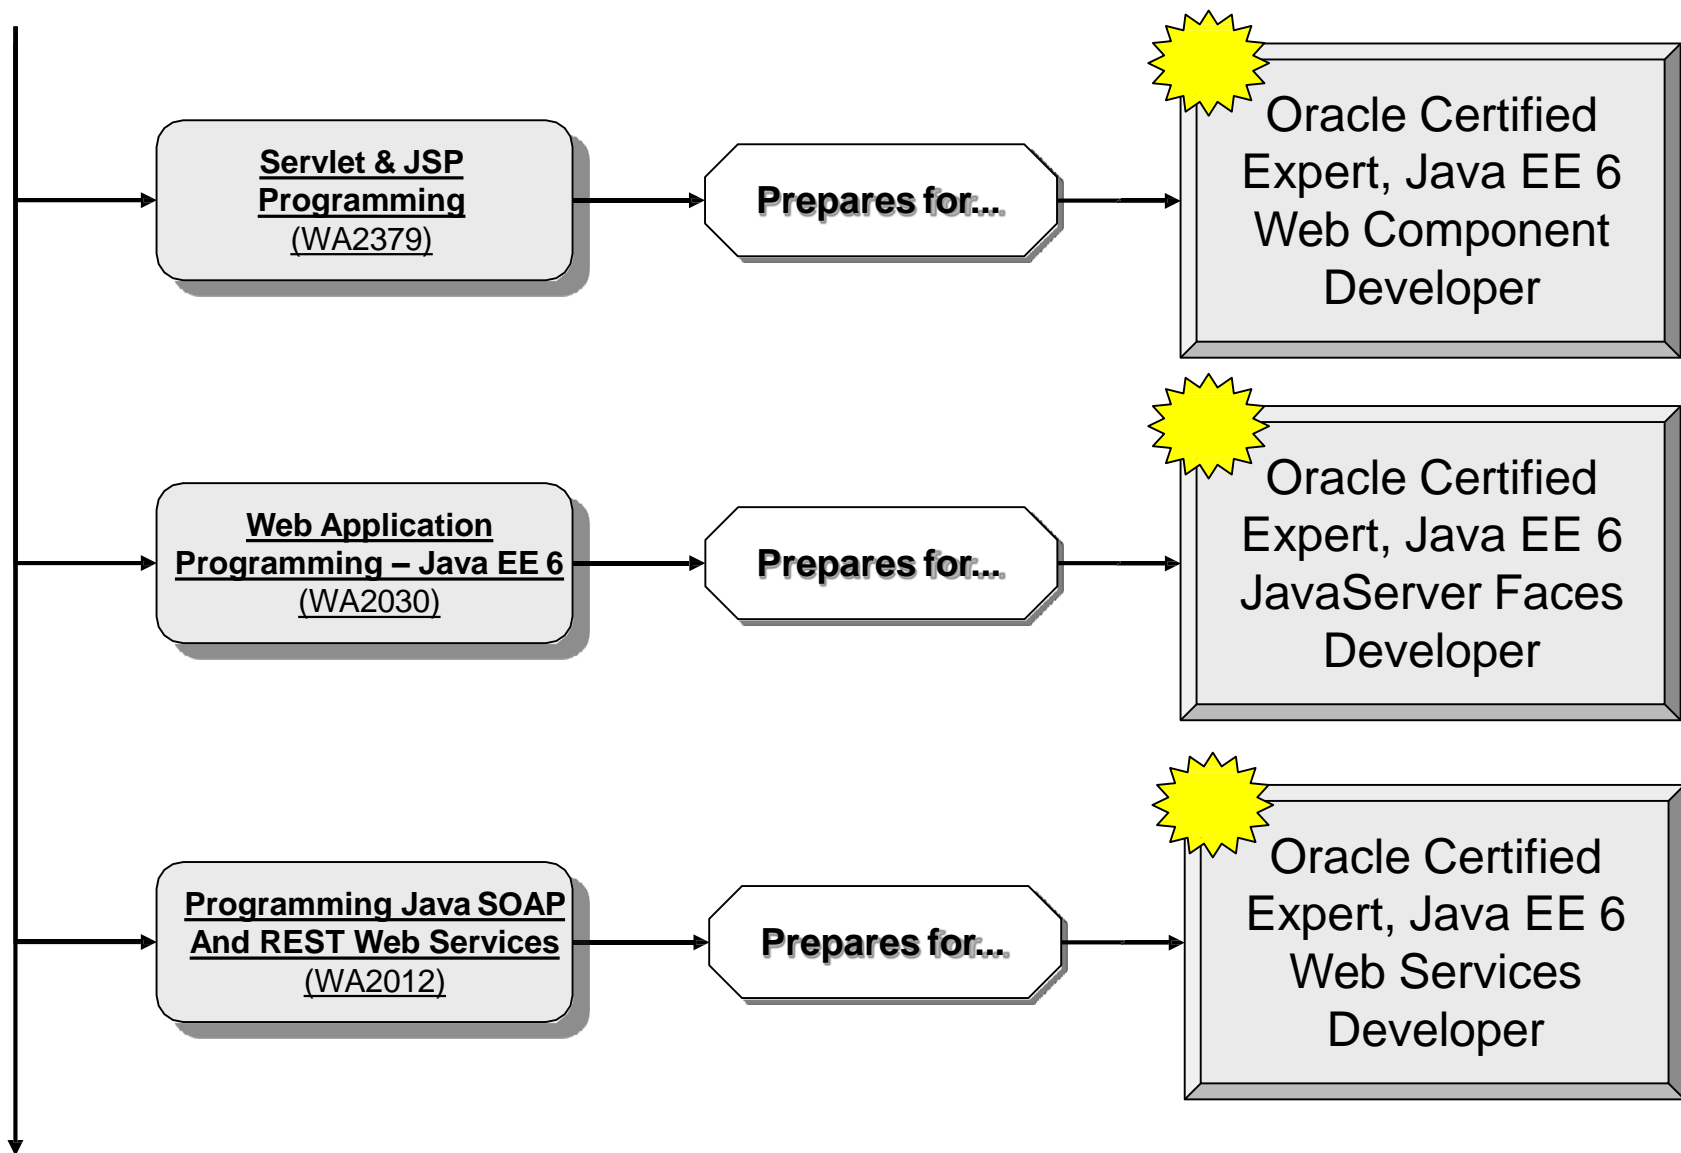 Servlet & JSP
Programming
(WA2379)
Prepares for...
Oracle Certified
Expert, Java EE 6
Web Component
Developer
Web Application
Programming – Java EE 6
(WA2030)
Prepares for...
Oracle Certified
Expert, Java EE 6
JavaServer Faces
Developer
Programming Java SOAP
And REST Web Services
(WA2012)
Prepares for...
Oracle Certified
Expert, Java EE 6
Web Services
Developer